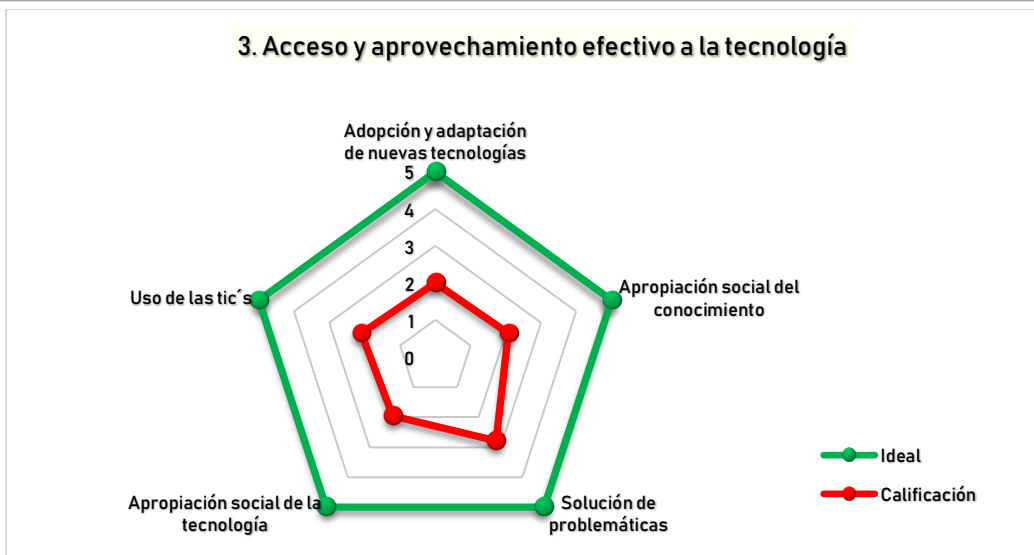 3. Acceso y aprovechamiento efectivo a la tecnología
Adopción y adaptación
de nuevas tecnologías
5
4
3
2
1
0
Apropiación social del
conocimiento
Uso de las tic´s
Apropiación social de la
tecnología
Solución de
problemáticas
Ideal
Calificación